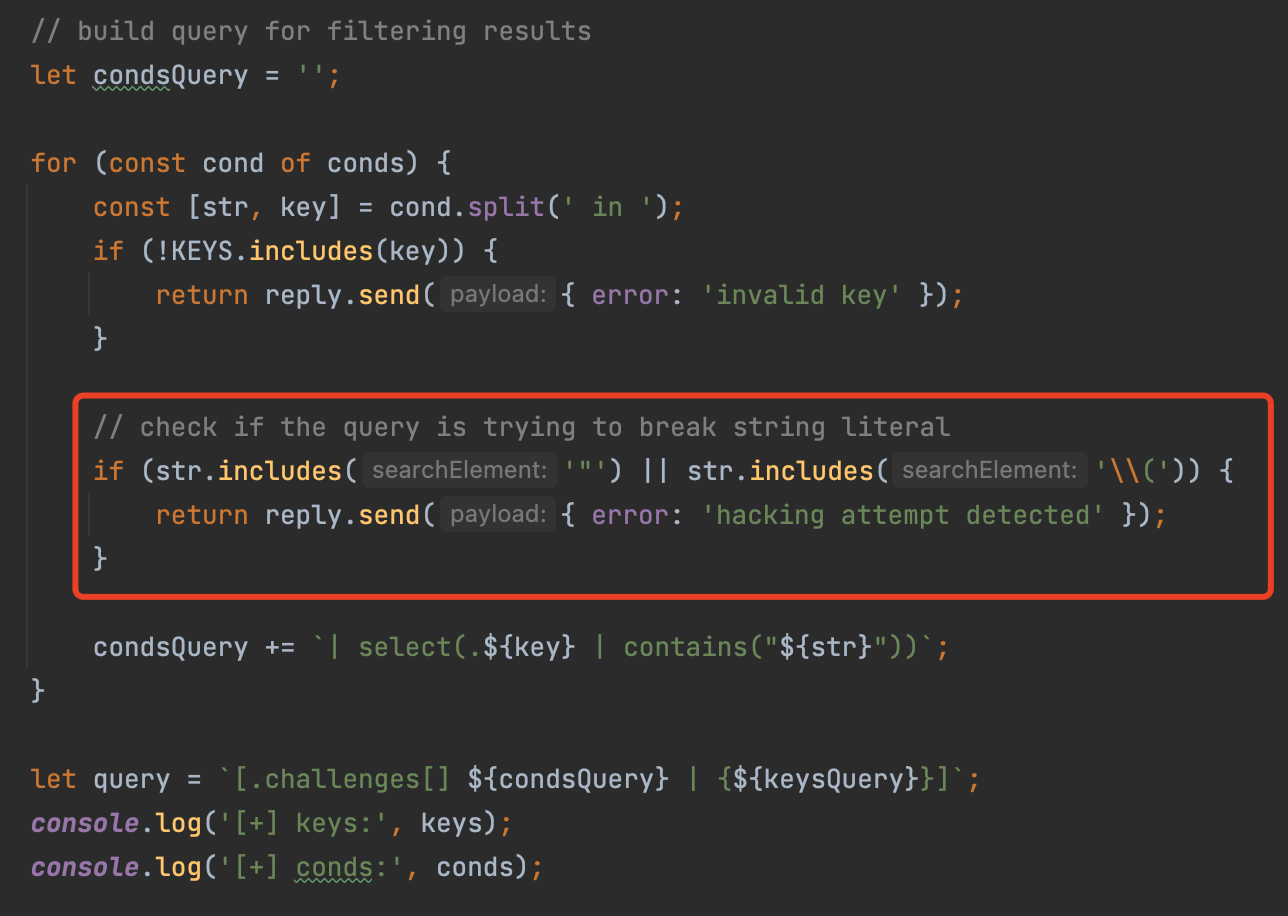 // build query for filtering results
let condsQuery = '';
for (const cond of conds) {
const [str, key] = cond.split(' in ');
if (!KEYS.includes(key)) {
return reply.send( payload: { error: 'invalid key' });
}
// check if the query is trying to break string literal
if (str.includes( searchElement: '"') || str.includes( searchElement: '\\(')) {
return reply.send( payload: { error: 'hacking attempt detected' });
}
condsQuery += `| select(.${key} | contains("${str}"))`;
}
let query = `[.challenges[] ${condsQuery} | {${keysQuery}}]`;
console.log('[+] keys:', keys);
console.log('[+] conds:', conds);